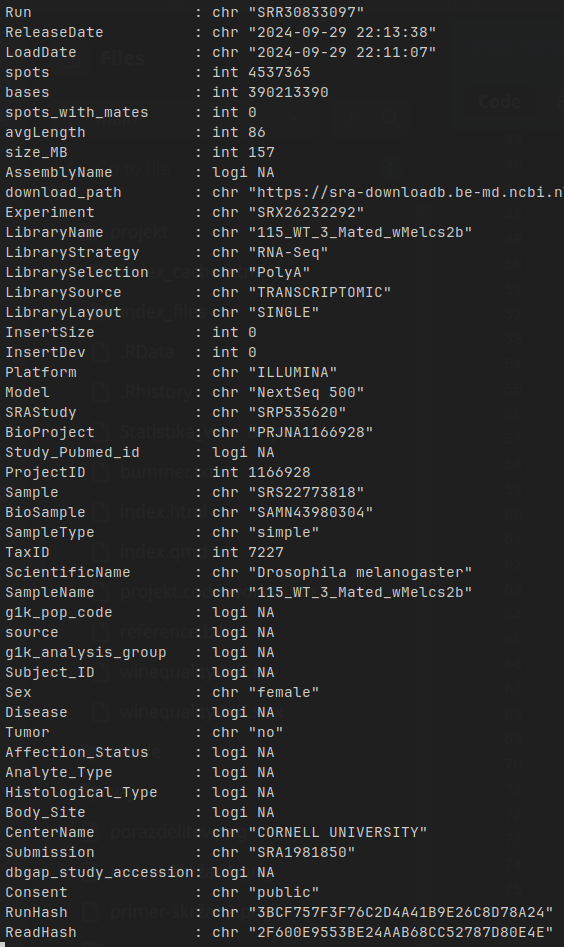 Run : chr "SRR30833097"
ReleaseDate : chr "2024-09-29 22:13:38"
LoadDate : chr "2024-09-29 22:11:07"
spots : int 4537365
bases : int 390213390
spots_with_mates : int 0
avgLength : int 86
size_MB : int 157
AssemblyName : logi NA
download_path : chr "https://sra-downloadb.be-md.ncbi.n
Experiment : chr "SRX26232292"
LibraryName : chr "115_WT_3_Mated_wMelcs2b"
LibraryStrategy : chr "RNA-Seq"
LibrarySelection : chr "PolyA"
LibrarySource : chr "TRANSCRIPTOMIC"
LibraryLayout : chr "SINGLE"
InsertSize : int 0
InsertDev : int 0
Platform : chr "ILLUMINA"
Model : chr "NextSeq 500"
SRAStudy : chr "SRP535620"
BioProject : chr "PRJNA1166928"
Study_Pubmed_id : logi NA
ProjectID : int 1166928
Sample : chr "SRS22773818"
BioSample : chr "SAMN43980304"
SampleType : chr "simple"
TaxID : int 7227
ScientificName : chr "Drosophila melanogaster"
SampleName : chr "115_WT_3_Mated_wMelcs2b"
g1k_pop_code : logi NA
source : logi NA
g1k_analysis_group : logi NA
Subject_ID : logi NA
Sex : chr "female"
Disease : logi NA
Tumor : chr "no"
Affection_Status : logi NA
Analyte_Type : logi NA
Histological_Type : logi NA
Body_Site : logi NA
CenterName : chr "CORNELL UNIVERSITY"
Submission : chr "SRA1981850"
dbgap_study_accession: logi NA
Consent : chr "public"
RunHash : chr "3BCF757F3F76C2D4A41B9E26C8D78A24"
ReadHash : chr "2F600E9553BE24AAB68CC52787D80E4E"
Files
Code